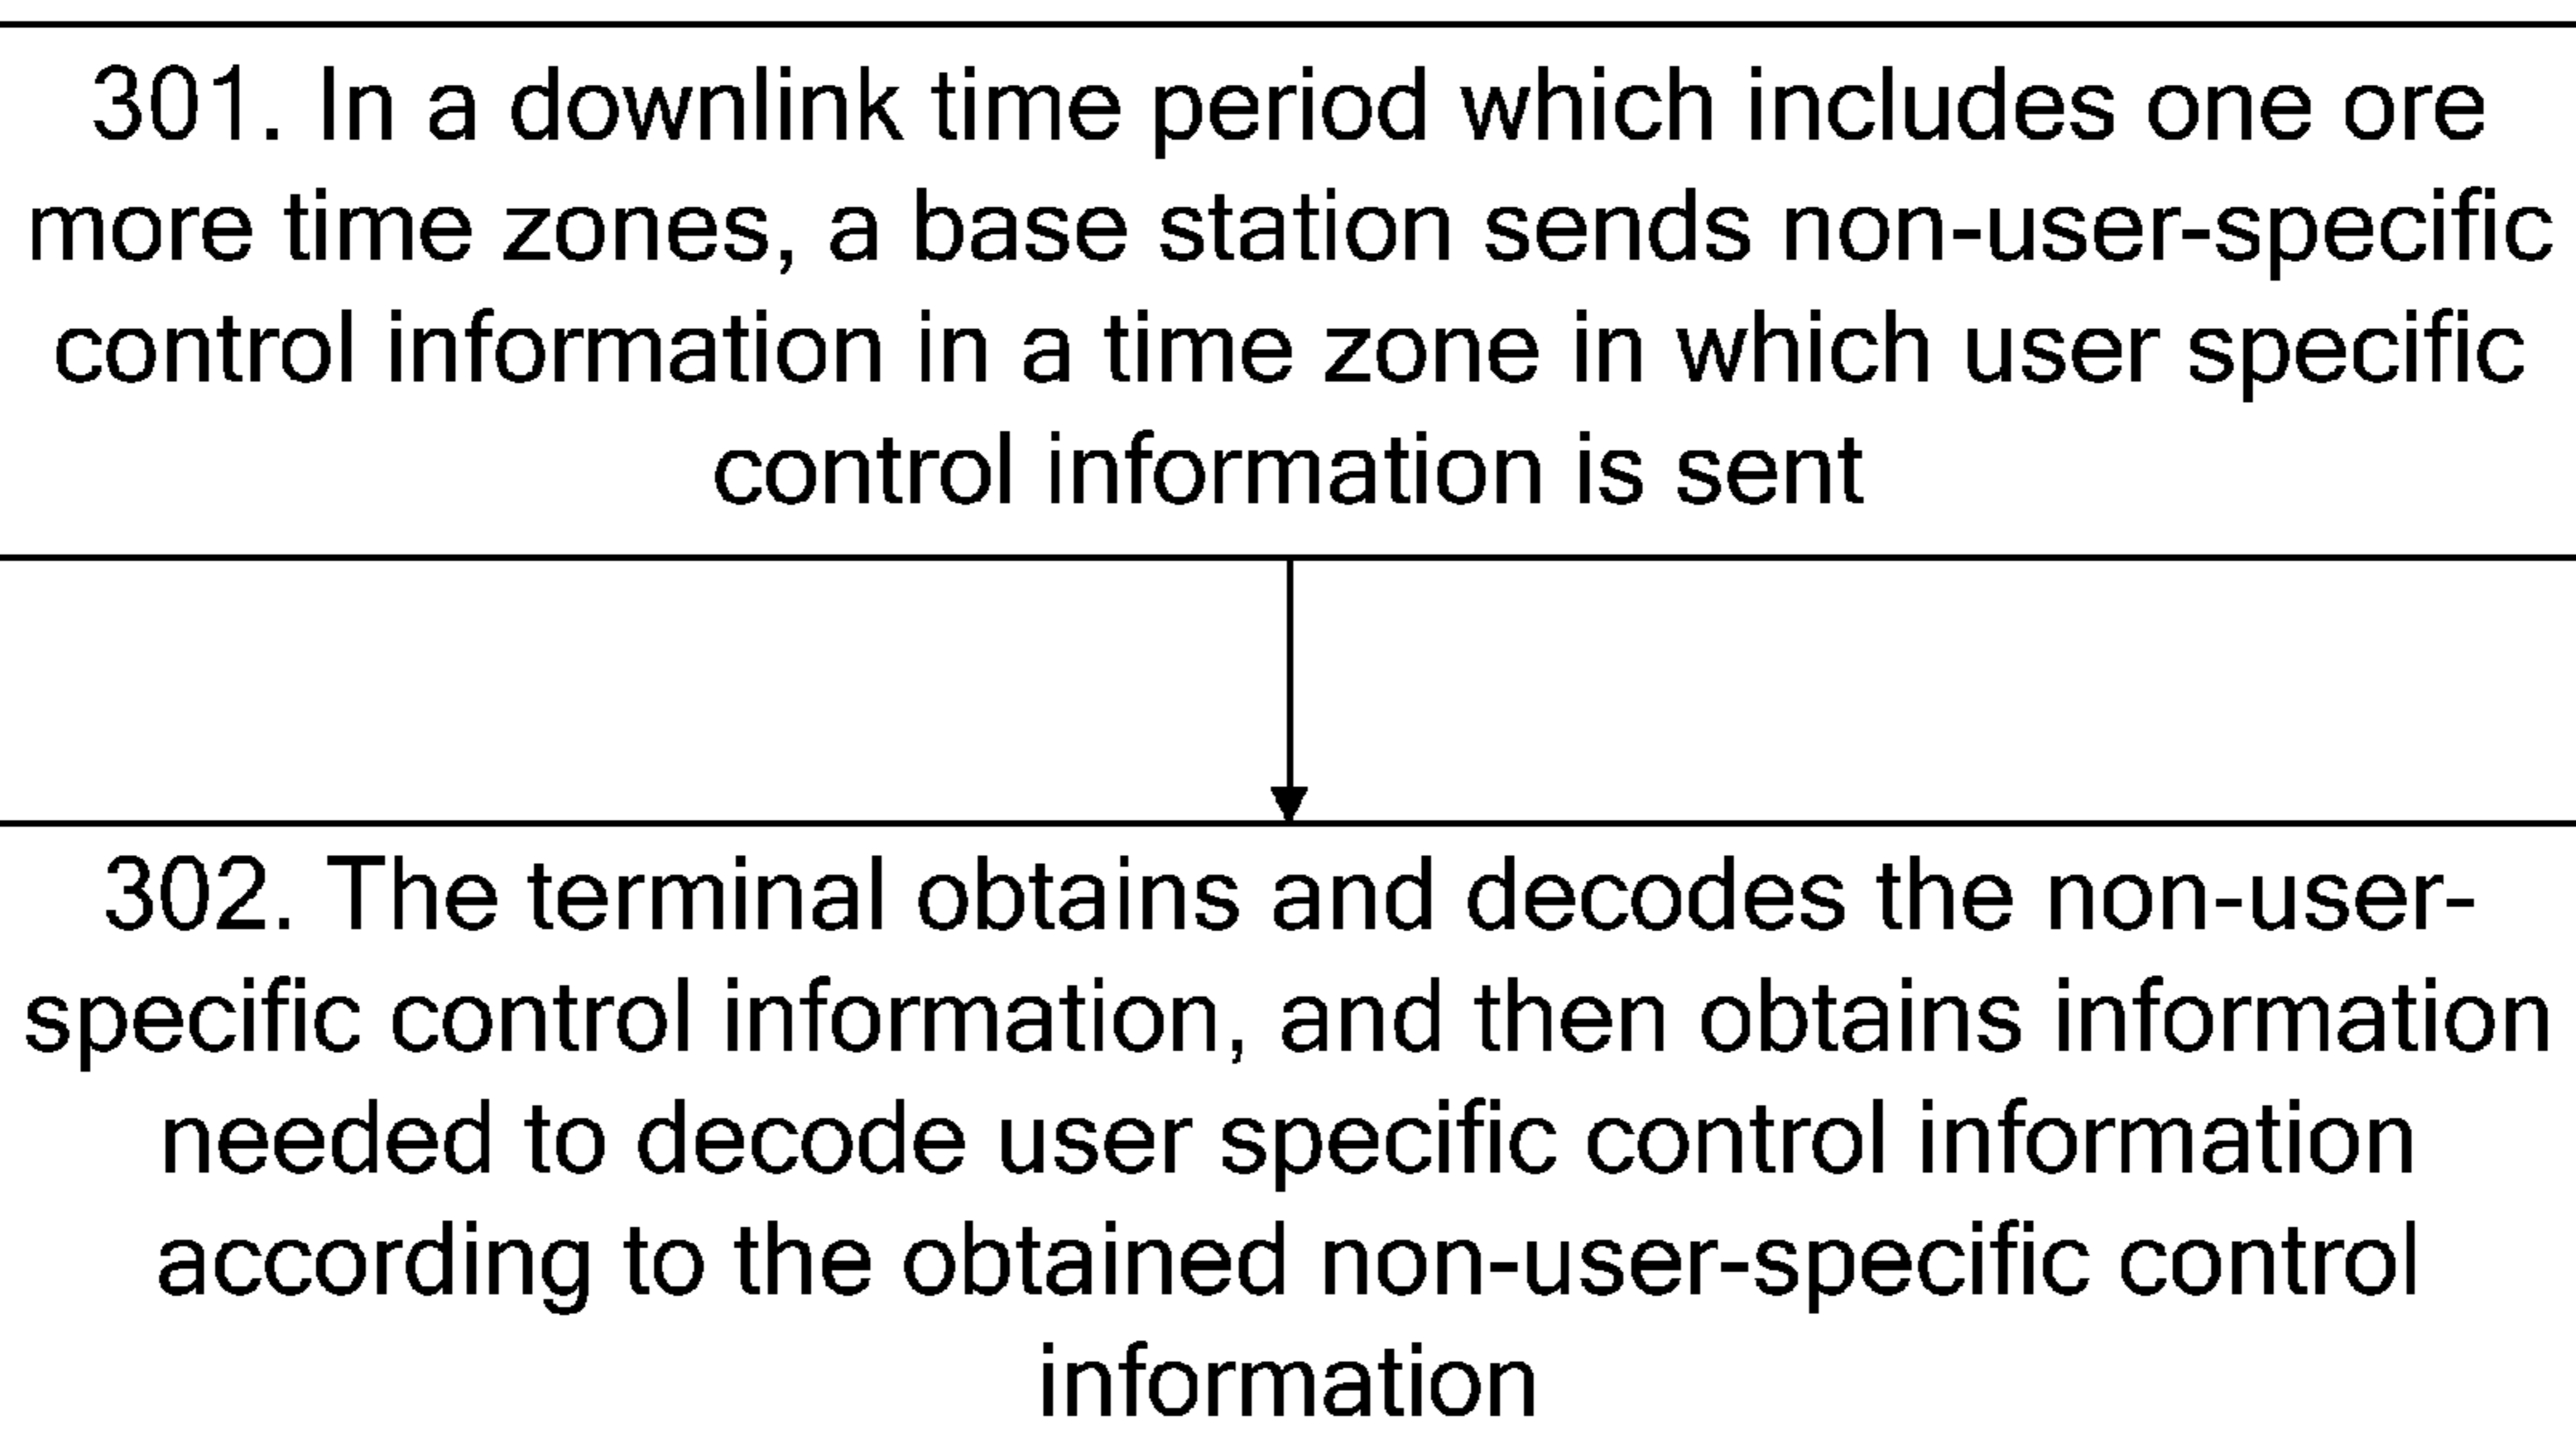 301. In a downlink time period which includes one ore
more time zones, a base station sends non-user-specific
control information in a time zone in which user specific
control information is sent
302. The terminal obtains and decodes the non-user-
specific control information, and then obtains information
needed to decode user specific control information
according to the obtained non-user-specific control
information